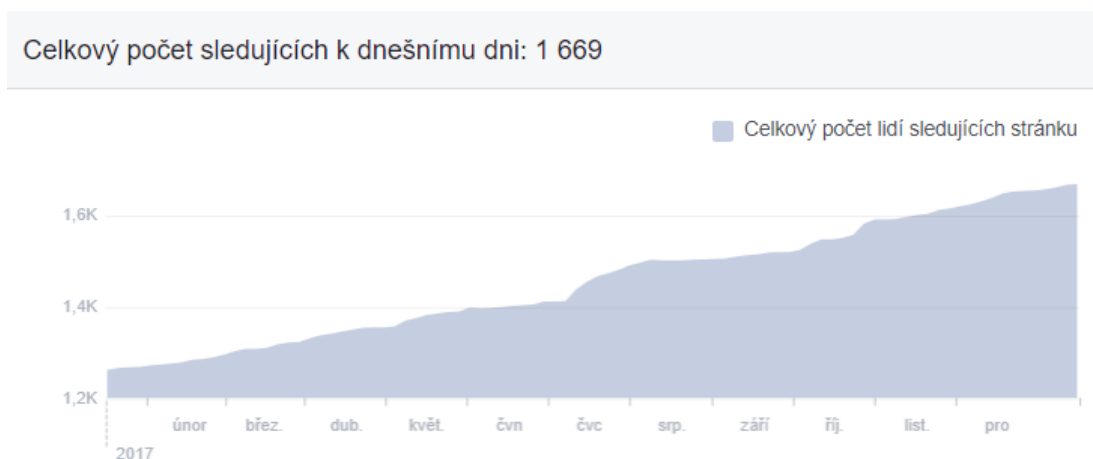 Celkový počet sledujících k dnešnímu dni: 1 669
Celkový počet lidí sledujících stránku
1,6K
1,4K
1,2K
únor břez. dub. květ. čvn čvc srp. září říj. list. pro
2017